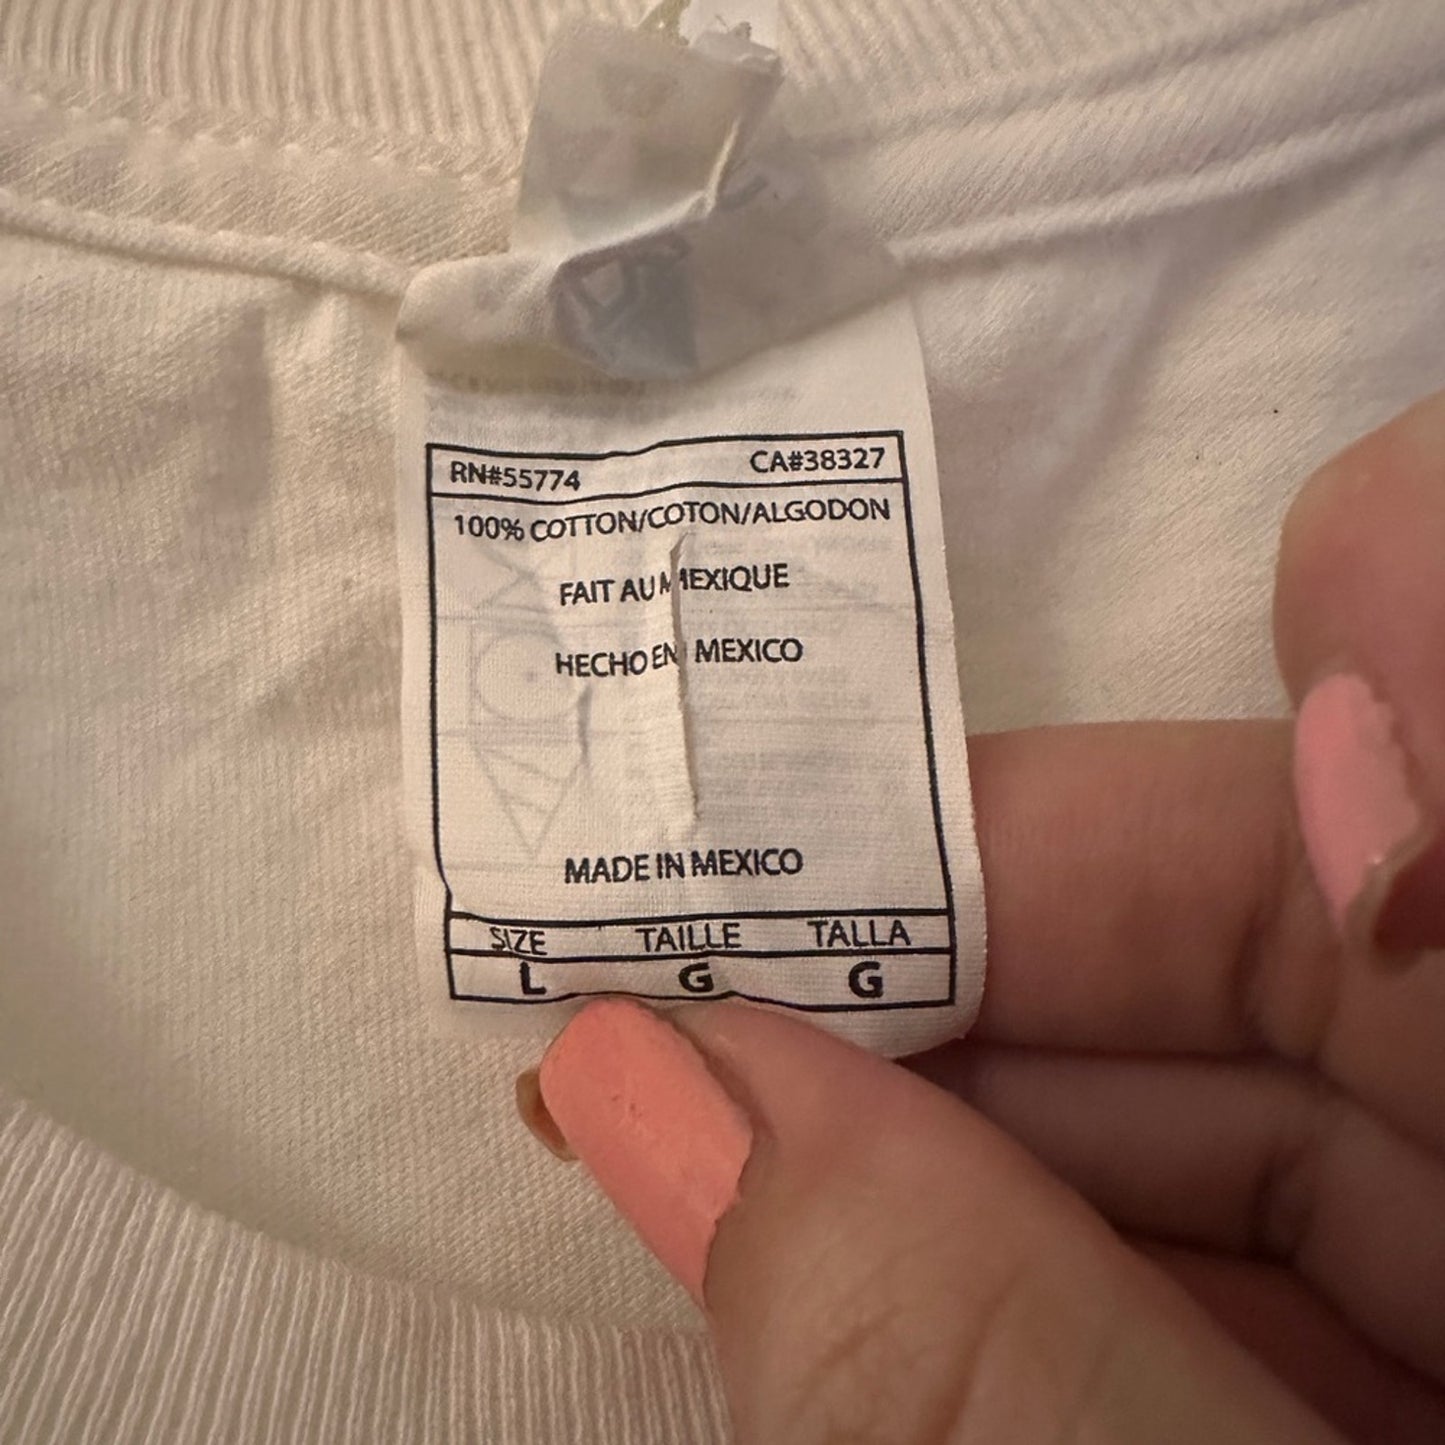 RN#55774 CA#38327
100% COTTON/COTON/ALGODON
FAIT AU MEXIQUE
HECHO EN MEXICO
MADE IN MEXICO
SIZE TAILLE TALLA
L G G